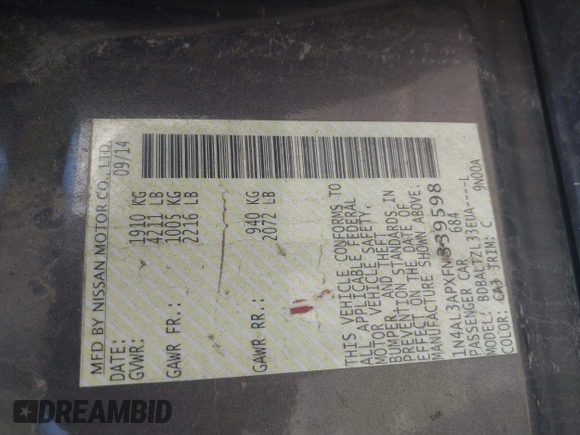 MFD BY NISSAN MOTOR CO., LTD.
DATE: 09/14
GVWR: 1910 KG
4211 LB
GAWR FR.: 1005 KG
2216 LB
GAWR RR.: 940 KG
2072 LB
THIS VEHICLE CONFORMS TO
ALL APPLICABLE FEDERAL
MOTOR VEHICLE SAFETY,
BUMPER, AND THEFT
PREVENTION STANDARDS IN
EFFECT ON THE DATE OF
MANUFACTURE SHOWN ABOVE.
1N4AL3APXFN339598
PASSENGER CAR 684
MODEL: BDBALTZL33EUA----L
COLOR: CAJ TRIM: C 9N00A
DREAMBID